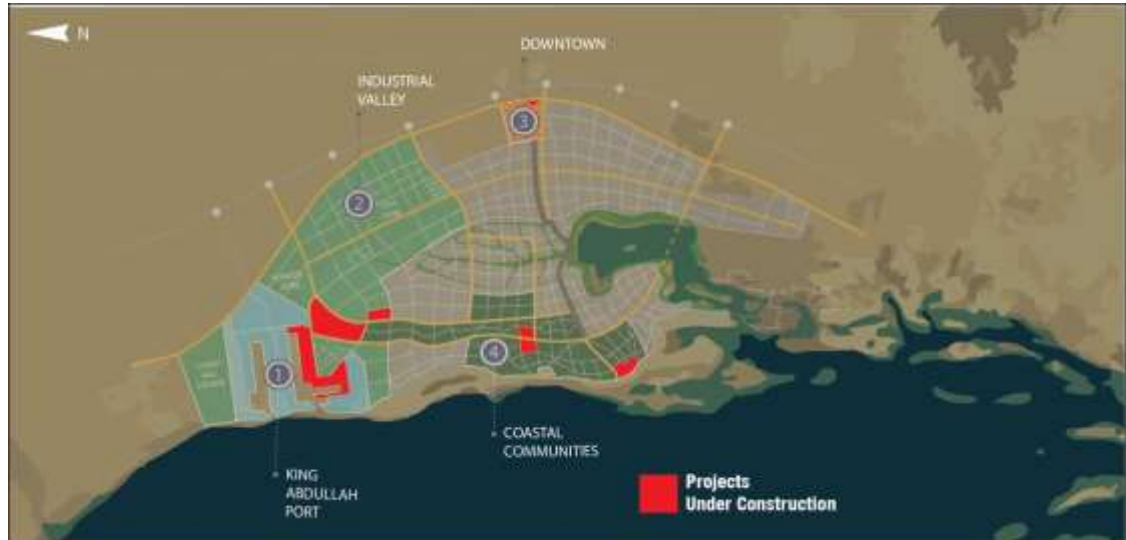 N
DOWNTOWN
INDUSTRIAL
VALLEY
3
2
1
4
COASTAL
COMMUNITIES
KING
ABDULLAH
PORT
Projects
Under Construction